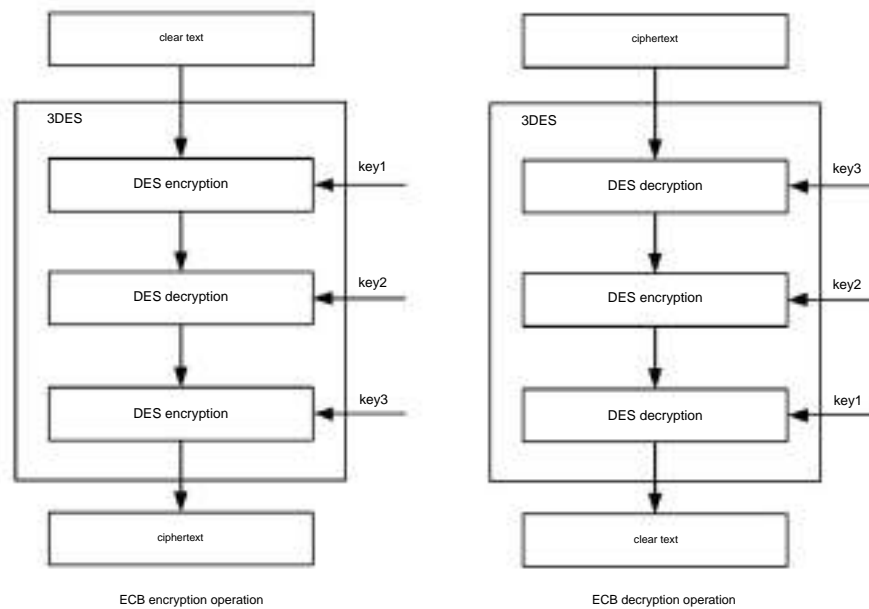 clear text
3DES
key1
DES encryption
key2
DES decryption
key3
DES encryption
ciphertext
ECB encryption operation
ciphertext
3DES
key3
DES decryption
key2
DES encryption
key1
DES decryption
clear text
ECB decryption operation